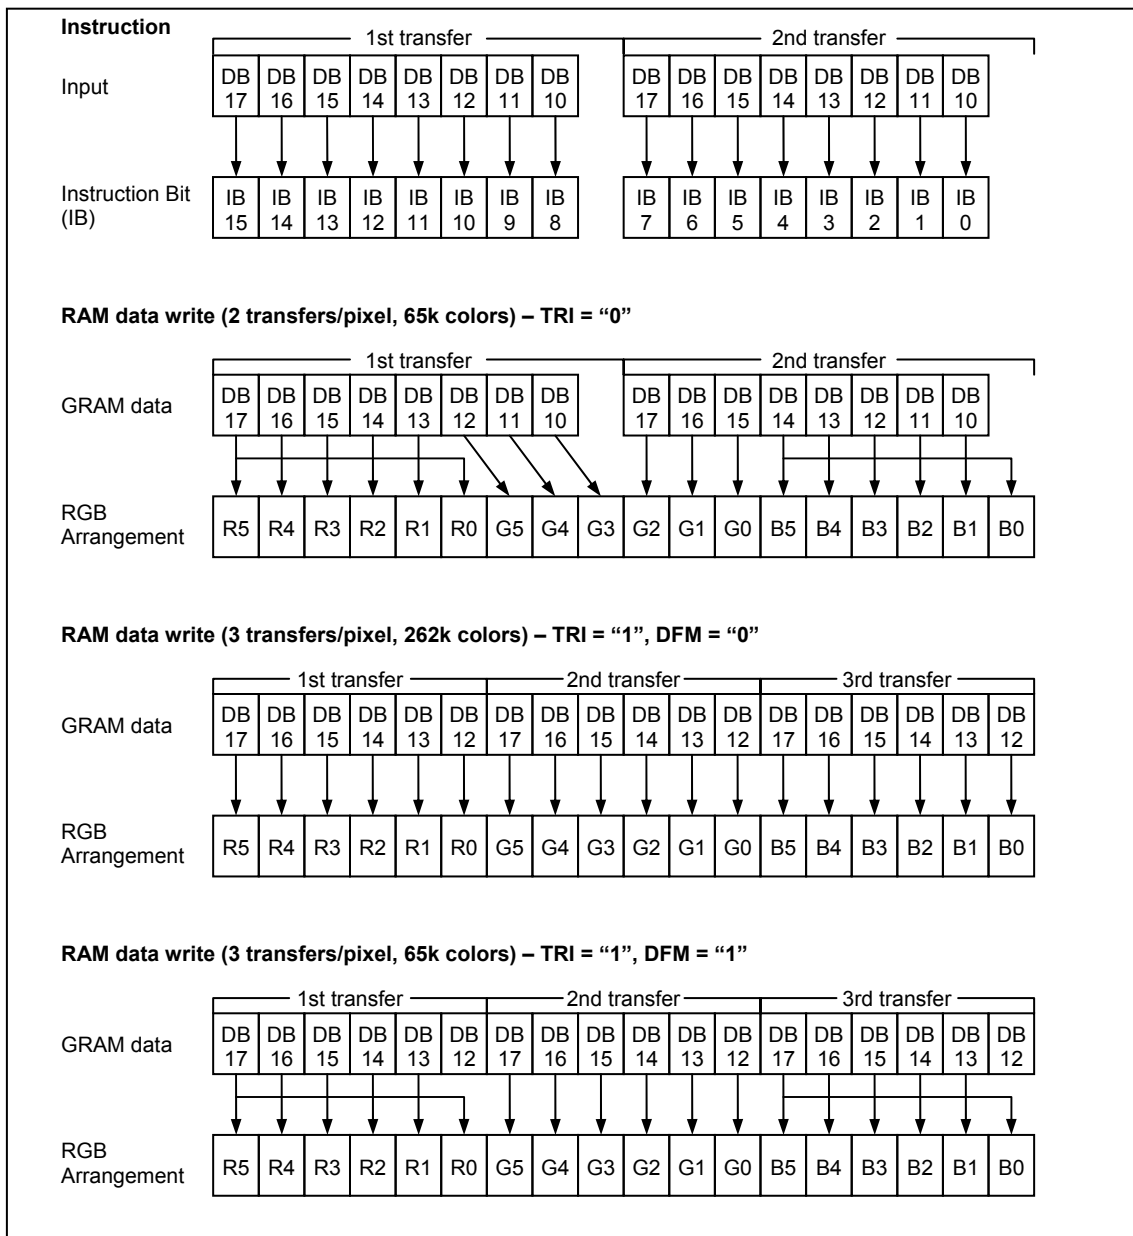 Instruction
1st transfer 2nd transfer
Input DB 17 DB 16 DB 15 DB 14 DB 13 DB 12 DB 11 DB 10 DB 17 DB 16 DB 15 DB 14 DB 13 DB 12 DB 11 DB 10
Instruction Bit (IB) IB 15 IB 14 IB 13 IB 12 IB 11 IB 10 IB 9 IB 8 IB 7 IB 6 IB 5 IB 4 IB 3 IB 2 IB 1 IB 0
RAM data write (2 transfers/pixel, 65k colors) – TRI = “0”
1st transfer 2nd transfer
GRAM data DB 17 DB 16 DB 15 DB 14 DB 13 DB 12 DB 11 DB 10 DB 17 DB 16 DB 15 DB 14 DB 13 DB 12 DB 11 DB 10
RGB Arrangement R5 R4 R3 R2 R1 R0 G5 G4 G3 G2 G1 G0 B5 B4 B3 B2 B1 B0
RAM data write (3 transfers/pixel, 262k colors) – TRI = “1”, DFM = “0”
1st transfer 2nd transfer 3rd transfer
GRAM data DB 17 DB 16 DB 15 DB 14 DB 13 DB 12 DB 17 DB 16 DB 15 DB 14 DB 13 DB 12 DB 17 DB 16 DB 15 DB 14 DB 13 DB 12
RGB Arrangement R5 R4 R3 R2 R1 R0 G5 G4 G3 G2 G1 G0 B5 B4 B3 B2 B1 B0
RAM data write (3 transfers/pixel, 65k colors) – TRI = “1”, DFM = “1”
1st transfer 2nd transfer 3rd transfer
GRAM data DB 17 DB 16 DB 15 DB 14 DB 13 DB 12 DB 17 DB 16 DB 15 DB 14 DB 13 DB 12 DB 17 DB 16 DB 15 DB 14 DB 13 DB 12
RGB Arrangement R5 R4 R3 R2 R1 R0 G5 G4 G3 G2 G1 G0 B5 B4 B3 B2 B1 B0